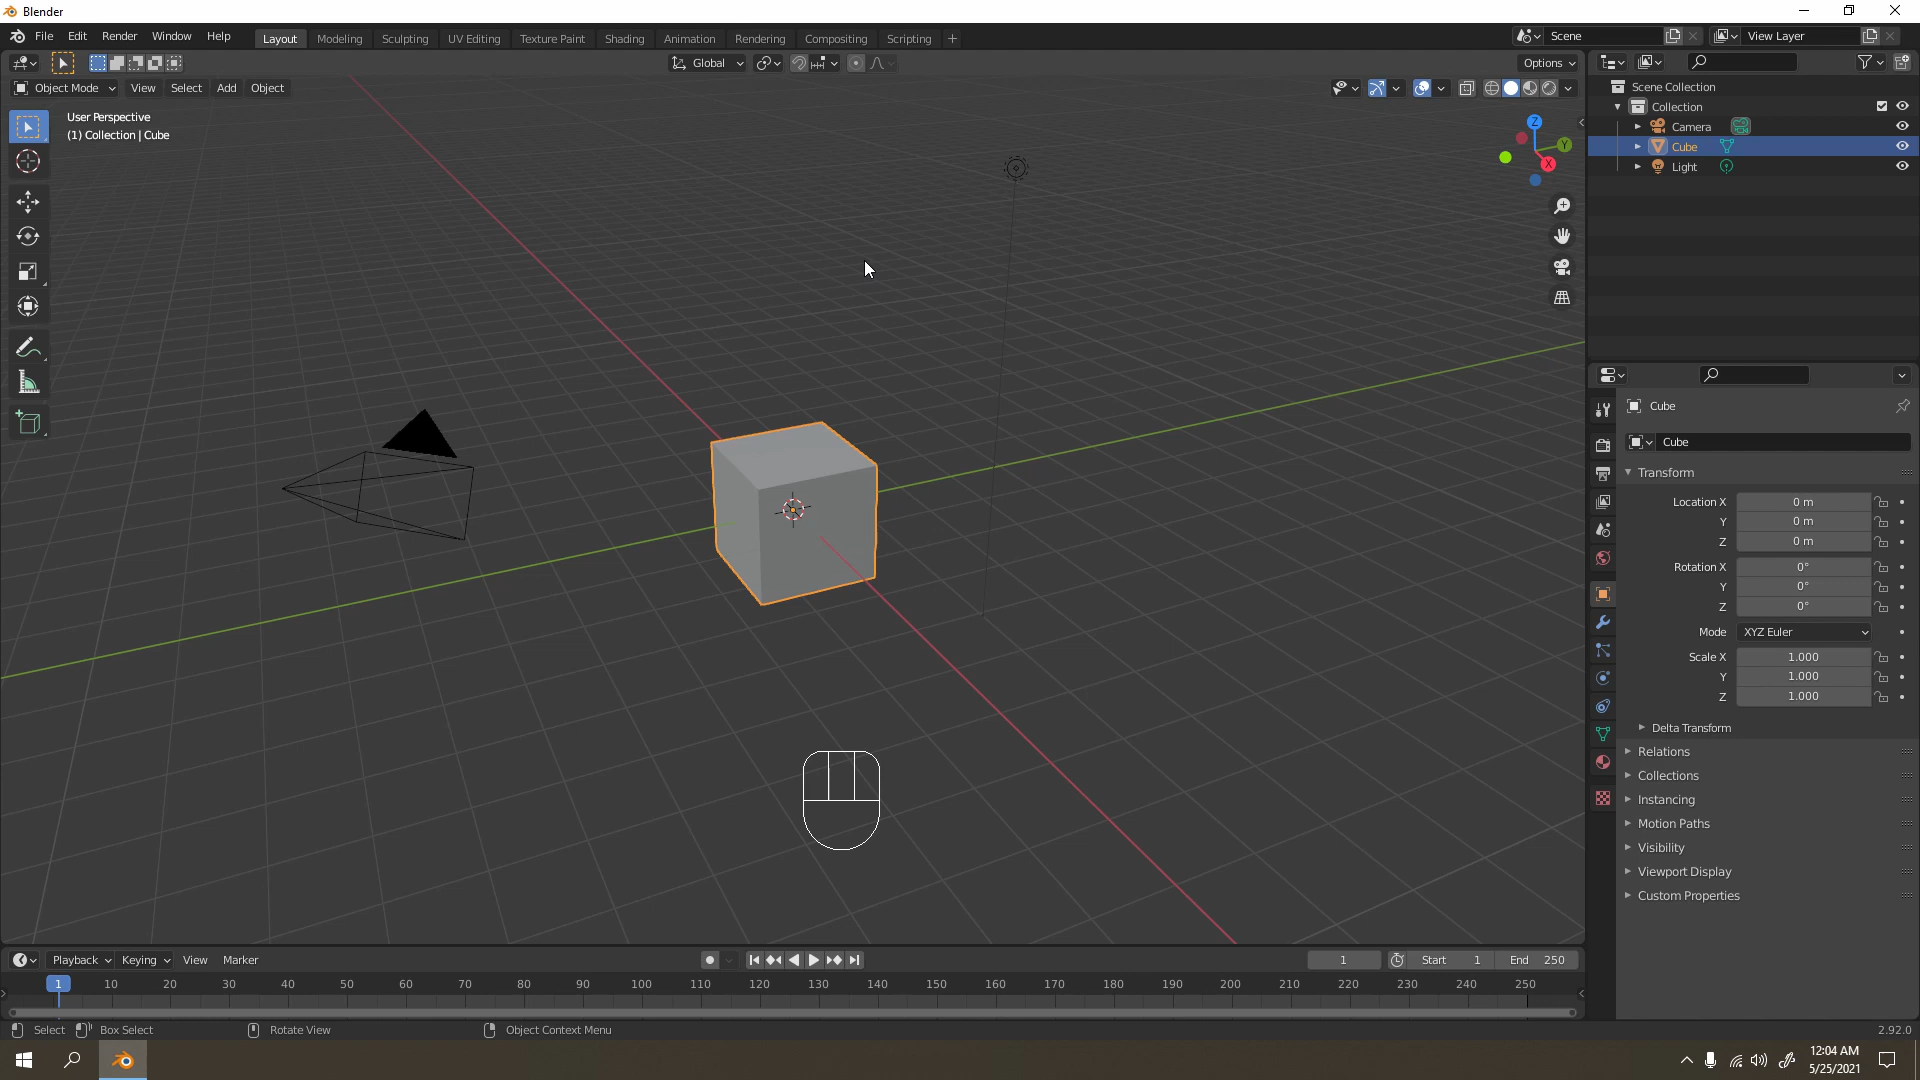 Blender
File Edit Render Window Help Layout Modeling Sculpting UV Editing Texture Paint Shading Animation Rendering Compositing Scripting + Scene View Layer
Global Options
Object Mode View Select Add Object
User Perspective
(1) Collection | Cube
Z
Y
X
Scene Collection
Collection
Camera
Cube
Light
Cube
Cube
Transform
Location X 0 m
Y 0 m
Z 0 m
Rotation X 0°
Y 0°
Z 0°
Mode XYZ Euler
Scale X 1.000
Y 1.000
Z 1.000
Delta Transform
Relations
Collections
Instancing
Motion Paths
Visibility
Viewport Display
Custom Properties
Playback Keying View Marker 1 Start 1 End 250
1 10 20 30 40 50 60 70 80 90 100 110 120 130 140 150 160 170 180 190 200 210 220 230 240 250
Select Box Select Rotate View Object Context Menu 2.92.0
12:04 AM
5/25/2021